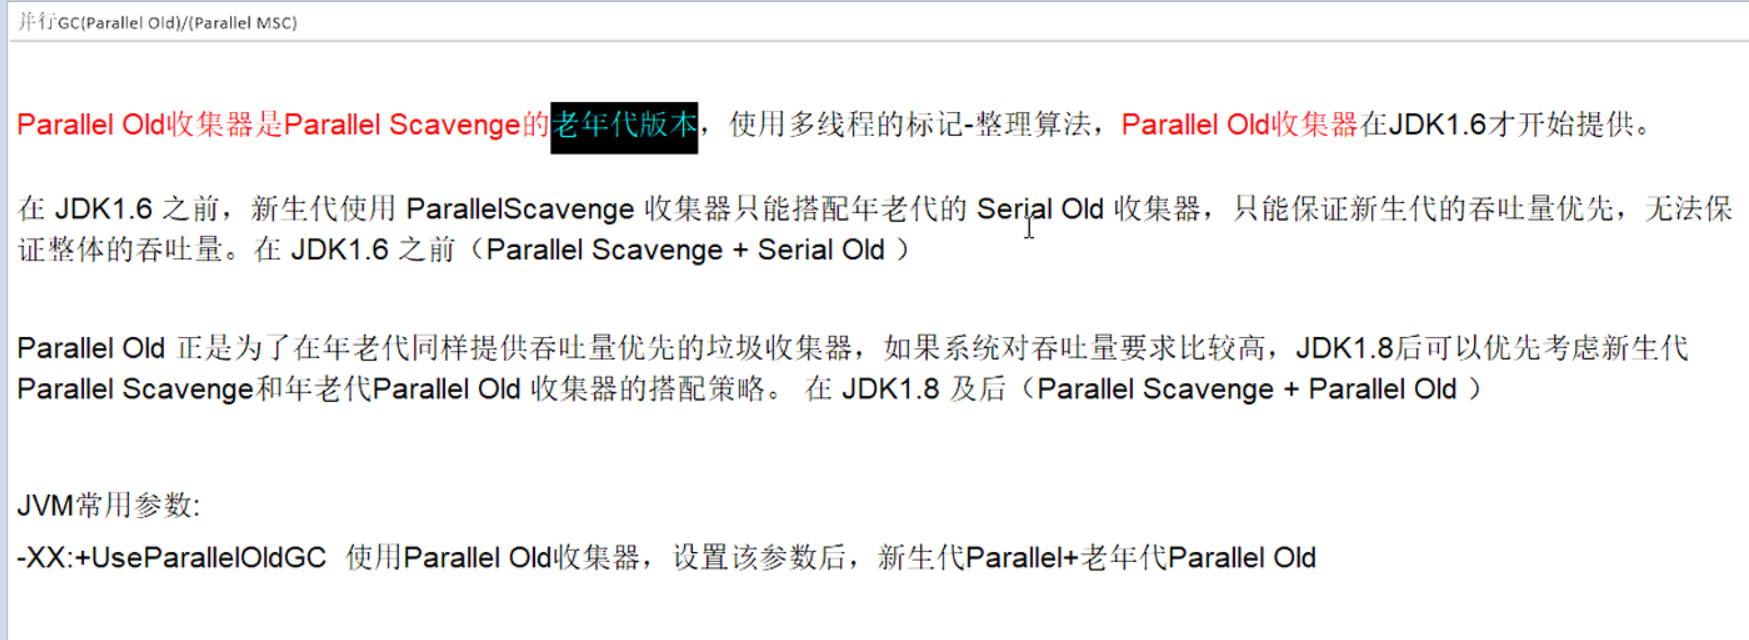 并行GC(Parallel Old)/(Parallel MSC)
Parallel Old收集器是Parallel Scavenge的老年代版本，使用多线程的标记-整理算法，Parallel Old收集器在JDK1.6才开始提供。
在 JDK1.6 之前，新生代使用 ParallelScavenge 收集器只能搭配年老代的 Serial Old 收集器，只能保证新生代的吞吐量优先，无法保
证整体的吞吐量。在 JDK1.6 之前（Parallel Scavenge + Serial Old ）
Parallel Old 正是为了在年老代同样提供吞吐量优先的垃圾收集器，如果系统对吞吐量要求比较高，JDK1.8后可以优先考虑新生代
Parallel Scavenge和年老代Parallel Old 收集器的搭配策略。 在 JDK1.8 及后（Parallel Scavenge + Parallel Old ）
JVM常用参数:
-XX:+UseParallelOldGC 使用Parallel Old收集器，设置该参数后，新生代Parallel+老年代Parallel Old